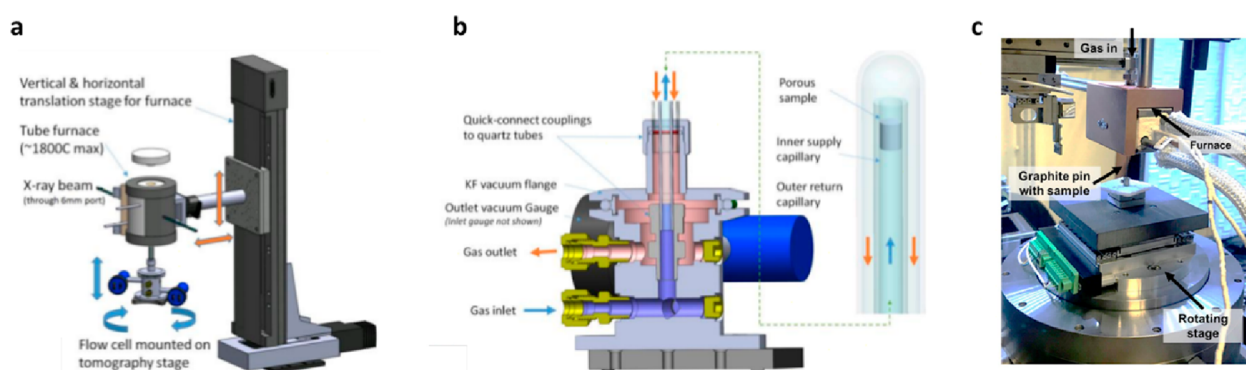 a
Vertical & horizontal
translation stage for furnace
Tube furnace
(~1800C max)
X-ray beam
(through 6mm port)
Flow cell mounted on
tomography stage
b
Quick-connect couplings
to quartz tubes
KF vacuum flange
Outlet vacuum Gauge
(Inlet gauge not shown)
Gas outlet
Gas inlet
Porous
sample
Inner supply
capillary
Outer return
capillary
c
Gas in
Furnace
Graphite pin
with sample
Rotating
stage